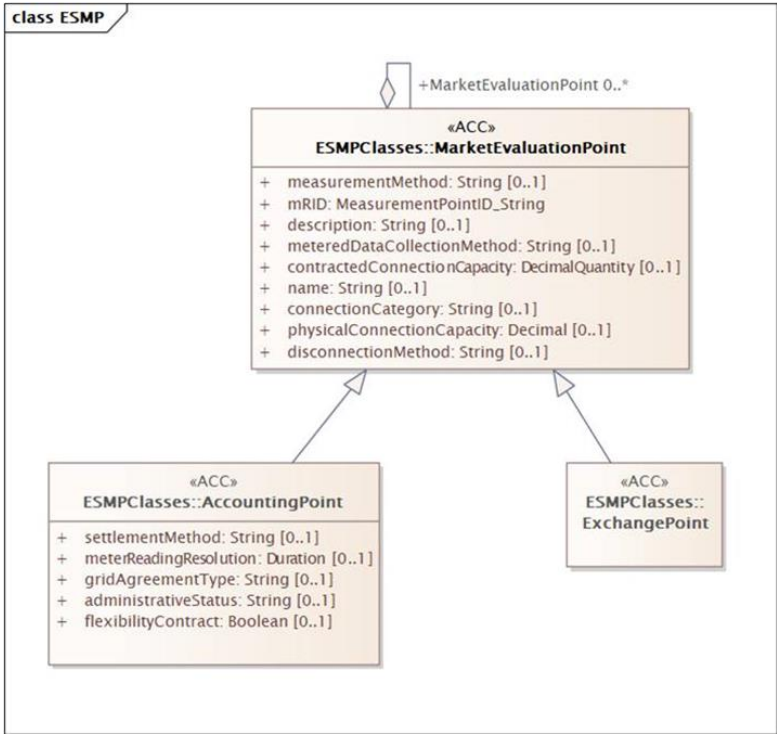 class ESMP
+MarketEvaluationPoint 0..*
«ACC»
ESMPClasses::MarketEvaluationPoint
+ measurementMethod: String [0..1]
+ mRID: MeasurementPointID_String
+ description: String [0..1]
+ meteredDataCollectionMethod: String [0..1]
+ contractedConnectionCapacity: DecimalQuantity [0..1]
+ name: String [0..1]
+ connectionCategory: String [0..1]
+ physicalConnectionCapacity: Decimal [0..1]
+ disconnectionMethod: String [0..1]
«ACC»
ESMPClasses::AccountingPoint
+ settlementMethod: String [0..1]
+ meterReadingResolution: Duration [0..1]
+ gridAgreementType: String [0..1]
+ administrativeStatus: String [0..1]
+ flexibilityContract: Boolean [0..1]
«ACC»
ESMPClasses::
ExchangePoint